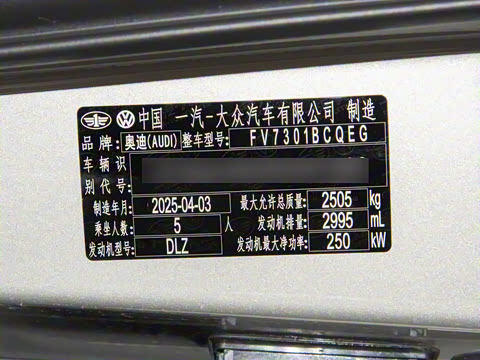 中国 一汽-大众汽车有限公司 制造
品牌: 奥迪(AUDI) 整车型号: FV7301BCQEG
车辆识
别代号:
制造年月: 2025-04-03 最大允许总质量: 2505 kg
乘坐人数: 5 人 发动机排量: 2995 mL
发动机型号: DLZ 发动机最大净功率: 250 kW